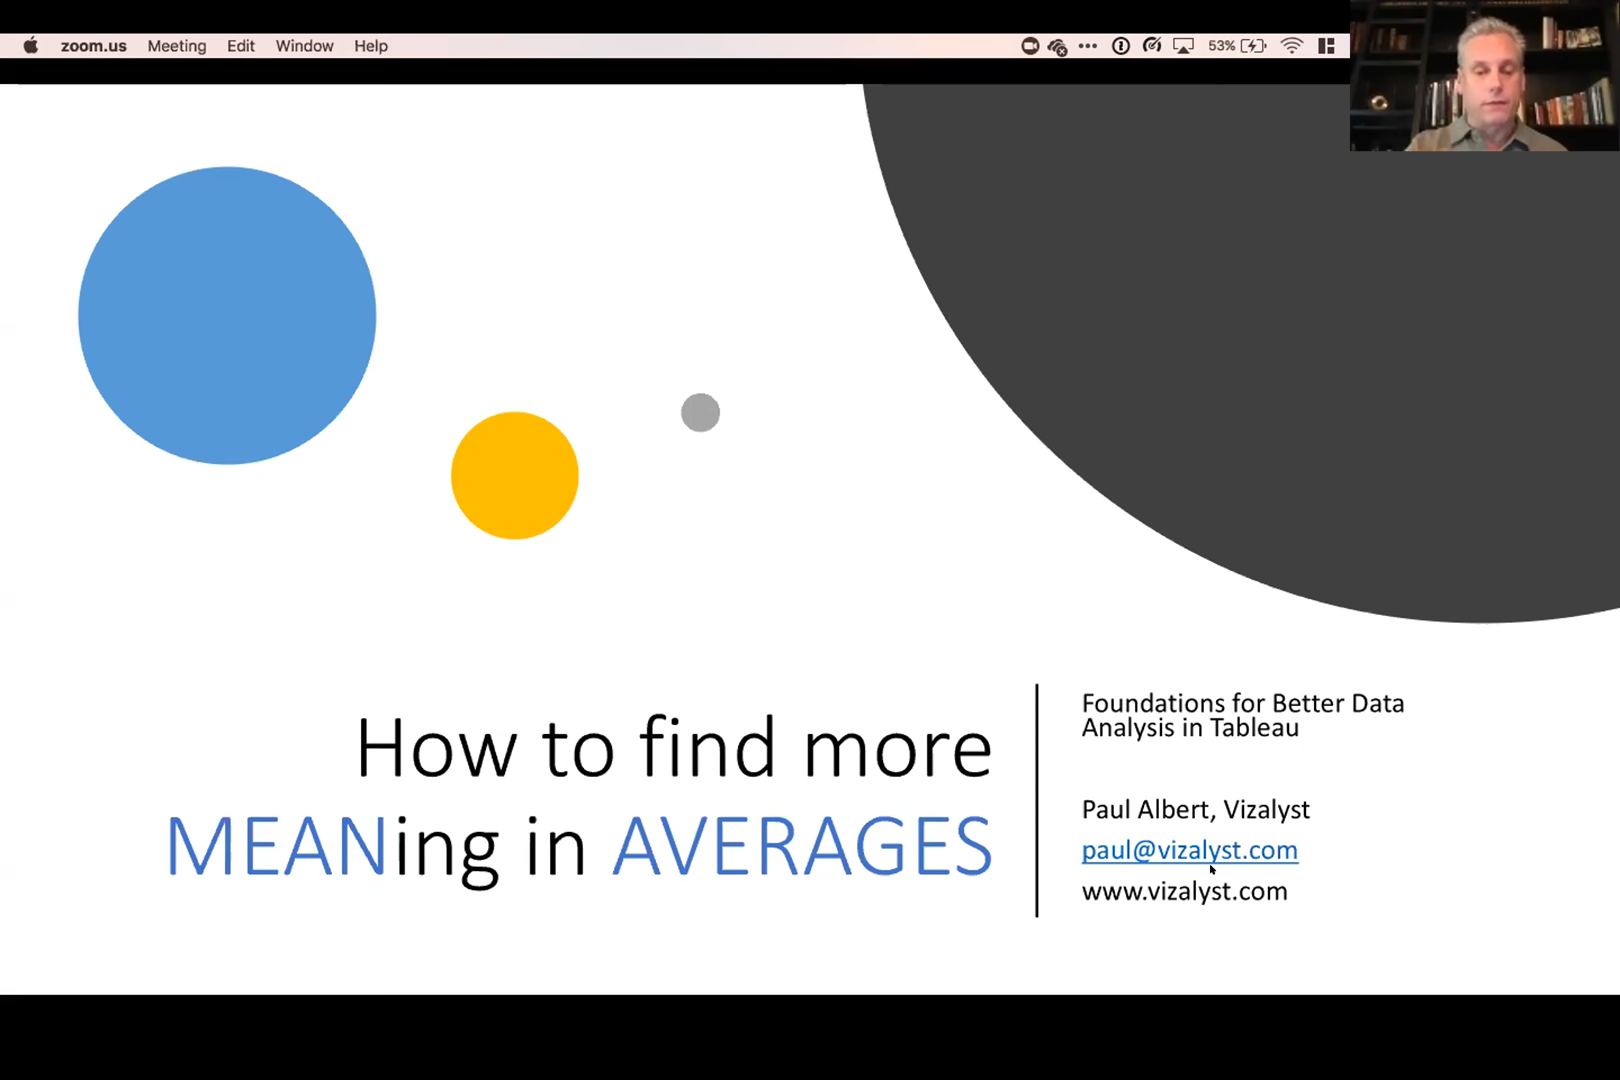 zoom.us Meeting Edit Window Help 53%
How to find more
MEANing in AVERAGES
Foundations for Better Data
Analysis in Tableau
Paul Albert, Vizalyst
paul@vizalyst.com
www.vizalyst.com